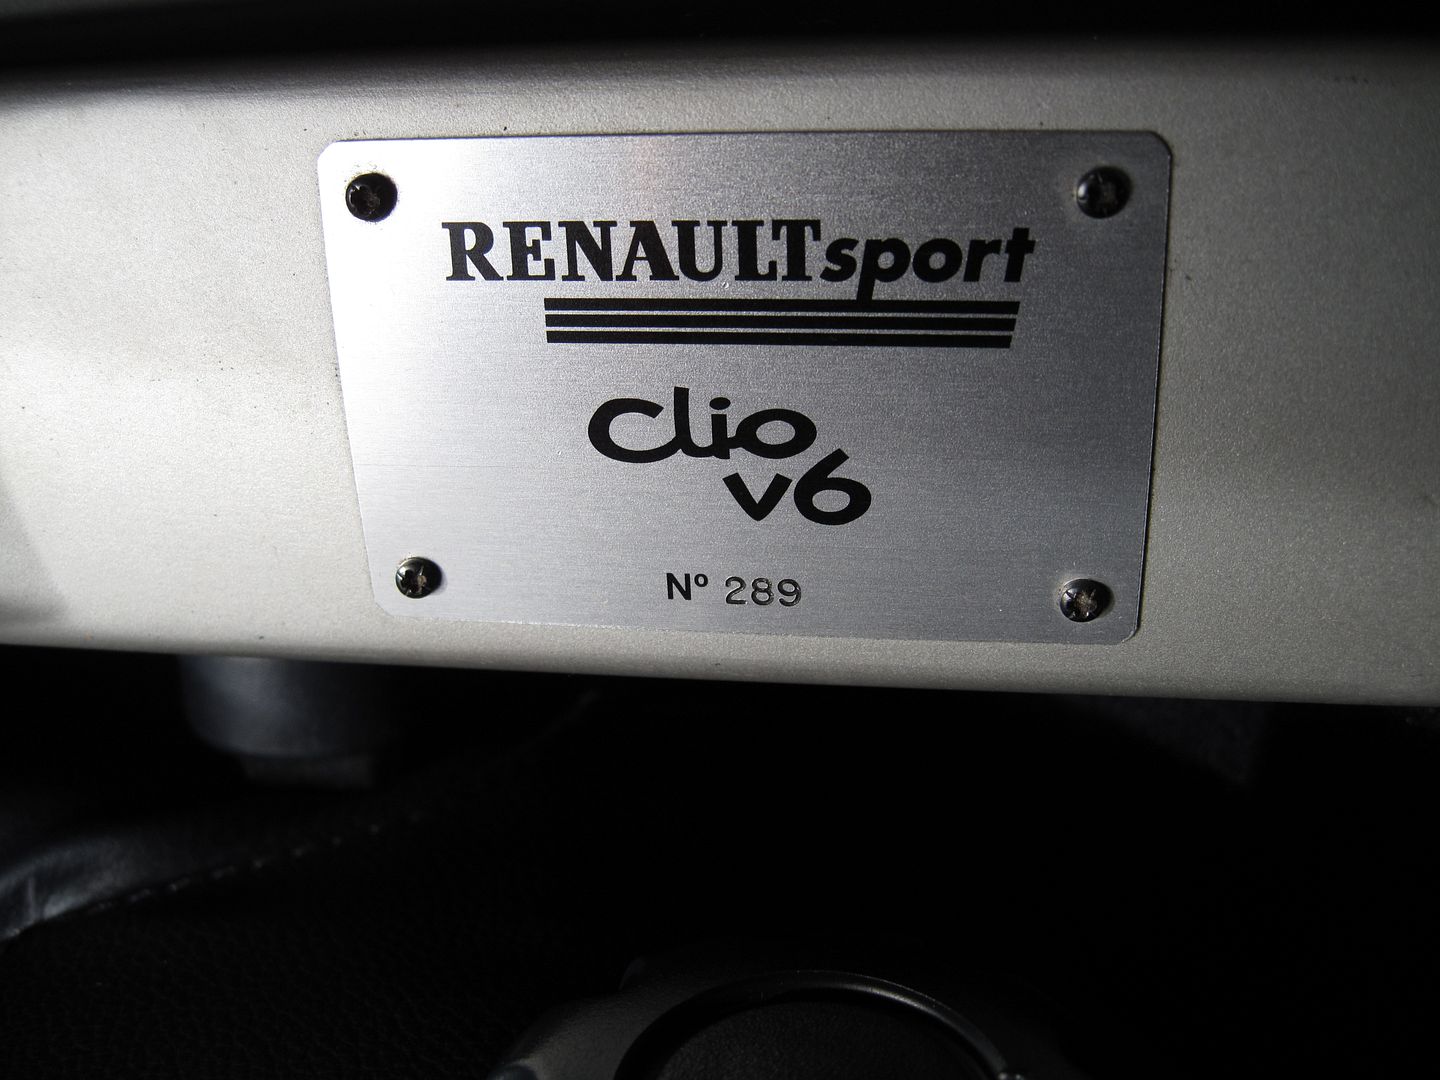 RENAULTsport
Clio
v6
Nº 289